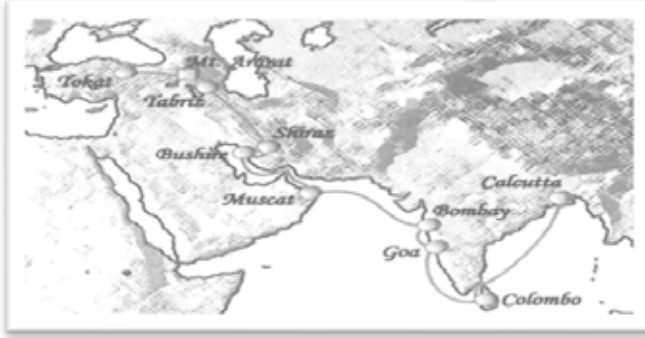 Mt. Ararat
Tokat
Tabriz
Shiraz
Bushire
Muscat
Calcutta
Bombay
Goa
Colombo